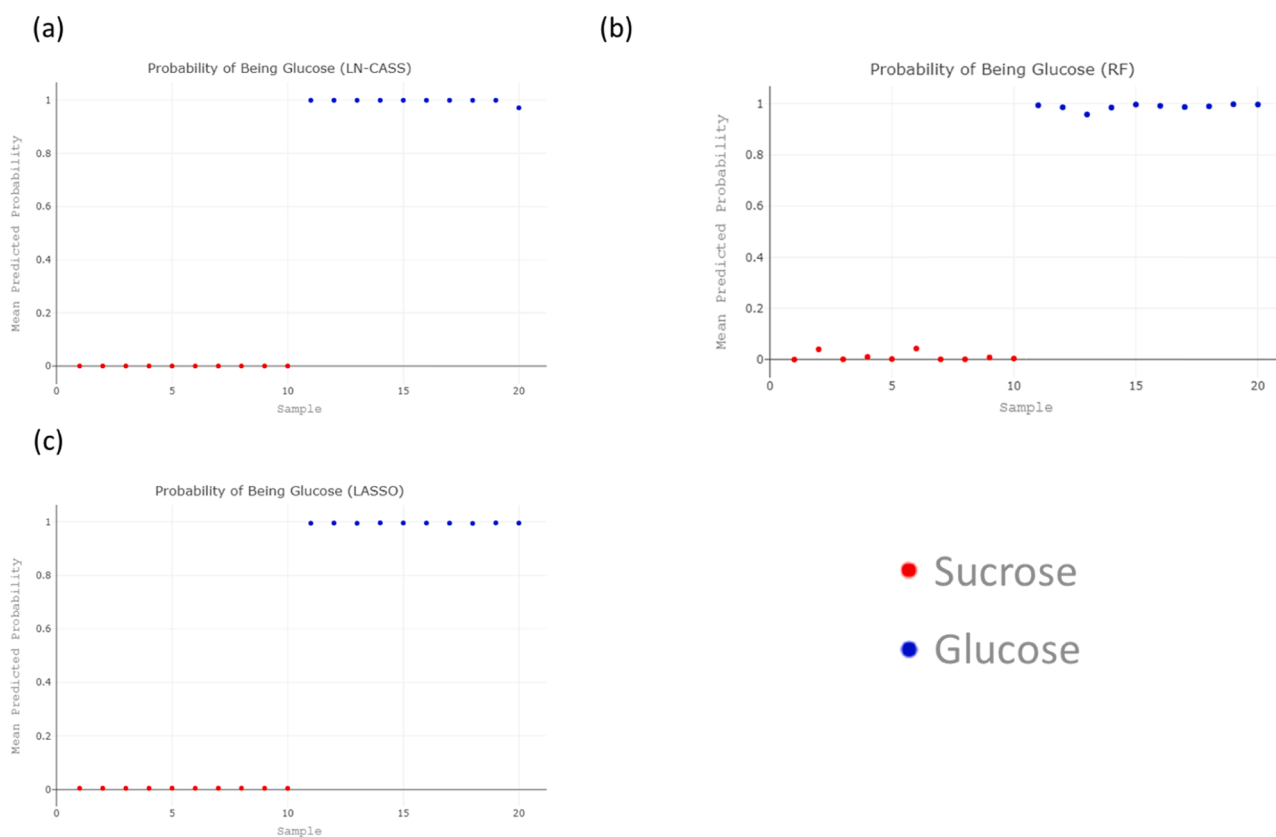 (a)
Probability of Being Glucose (LN-CASS)
Mean Predicted Probability
1
0.8
0.6
0.4
0.2
0
0 5 10 15 20
Sample
(b)
Probability of Being Glucose (RF)
Mean Predicted Probability
1
0.8
0.6
0.4
0.2
0
0 5 10 15 20
Sample
(c)
Probability of Being Glucose (LASSO)
Mean Predicted Probability
1
0.8
0.6
0.4
0.2
0
0 5 10 15 20
Sample
Sucrose
Glucose